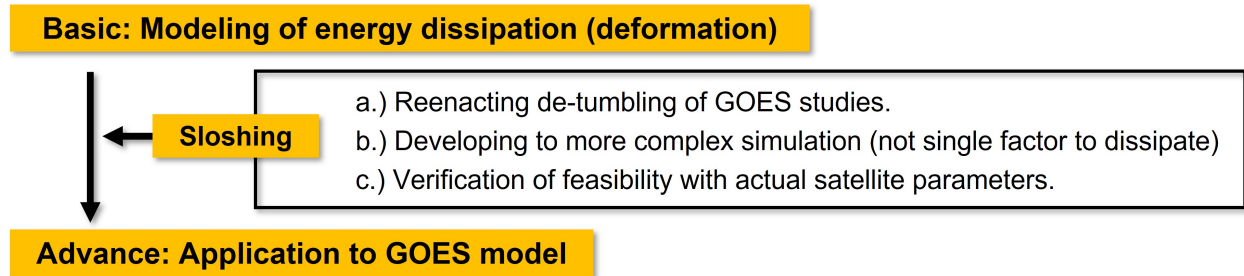 Basic: Modeling of energy dissipation (deformation)
a.) Reenacting de-tumbling of GOES studies.
Sloshing
b.) Developing to more complex simulation (not single factor to dissipate)
c.) Verification of feasibility with actual satellite parameters.
Advance: Application to GOES model